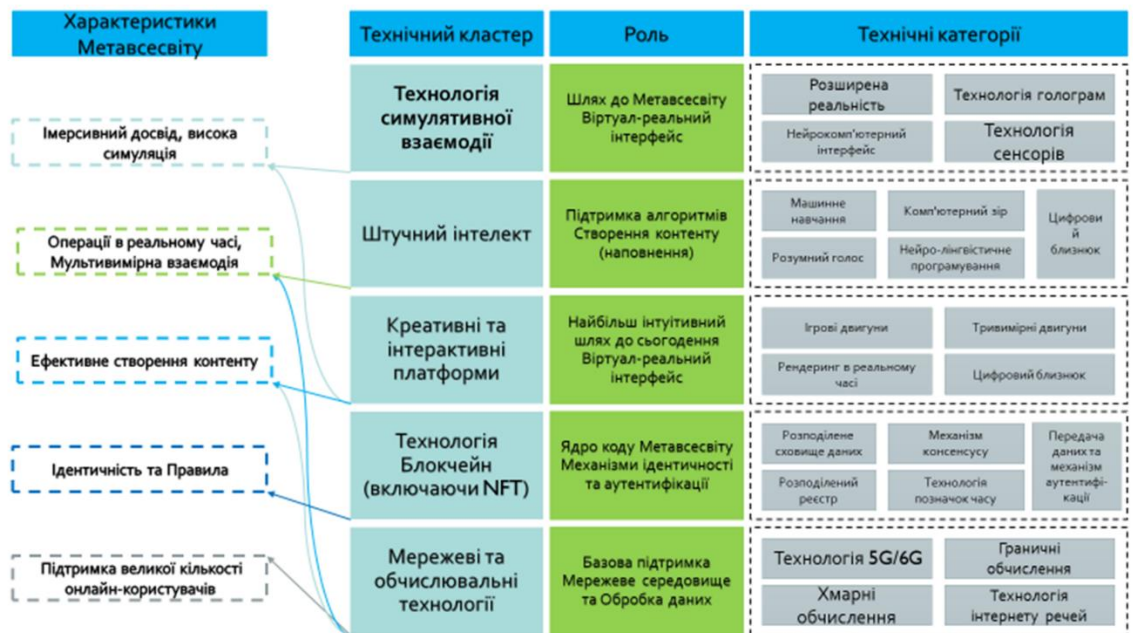 Характеристики
Метавсесвіту
Технічний кластер
Роль
Технічні категорії
Імерсивний досвід, висока
симуляція
Операції в реальному часі,
Мультивимірна взаємодія
Ефективне створення контенту
Ідентичність та Правила
Підтримка великої кількості
онлайн-користувачів
Технологія
симулятивної
взаємодії
Шлях до Метавсесвіту
Віртуал-реальний
інтерфейс
Розширена
реальність
Технологія голограм
Нейрокомп'ютерний
інтерфейс
Технологія
сенсорів
Штучний інтелект
Підтримка алгоритмів
Створення контенту
(наповнення)
Машинне
навчання
Комп'ютерний зір
Цифрови
й
близнюк
Розумний голос
Нейро-лінгвістичне
програмування
Креативні та
інтерактивні
платформи
Найбільш інтуїтивний
шлях до сьогодення
Віртуал-реальний
інтерфейс
Ігрові двигуни
Тривимірні двигуни
Рендеринг в реальному
часі
Цифровий близнюк
Технологія
Блокчейн
(включаючи NFT)
Ядро коду Метавсесвіту
Механізми ідентичності
та аутентифікації
Розподілене
сховище даних
Механізм
консенсусу
Передача
даних та
механізм
аутентифі-
кації
Розподілений
реєстр
Технологія
позначок часу
Мережеві та
обчислювальні
технології
Базова підтримка
Мережеве середовище
та Обробка даних
Технологія 5G/6G
Граничні
обчислення
Хмарні
обчислення
Технологія
інтернету речей